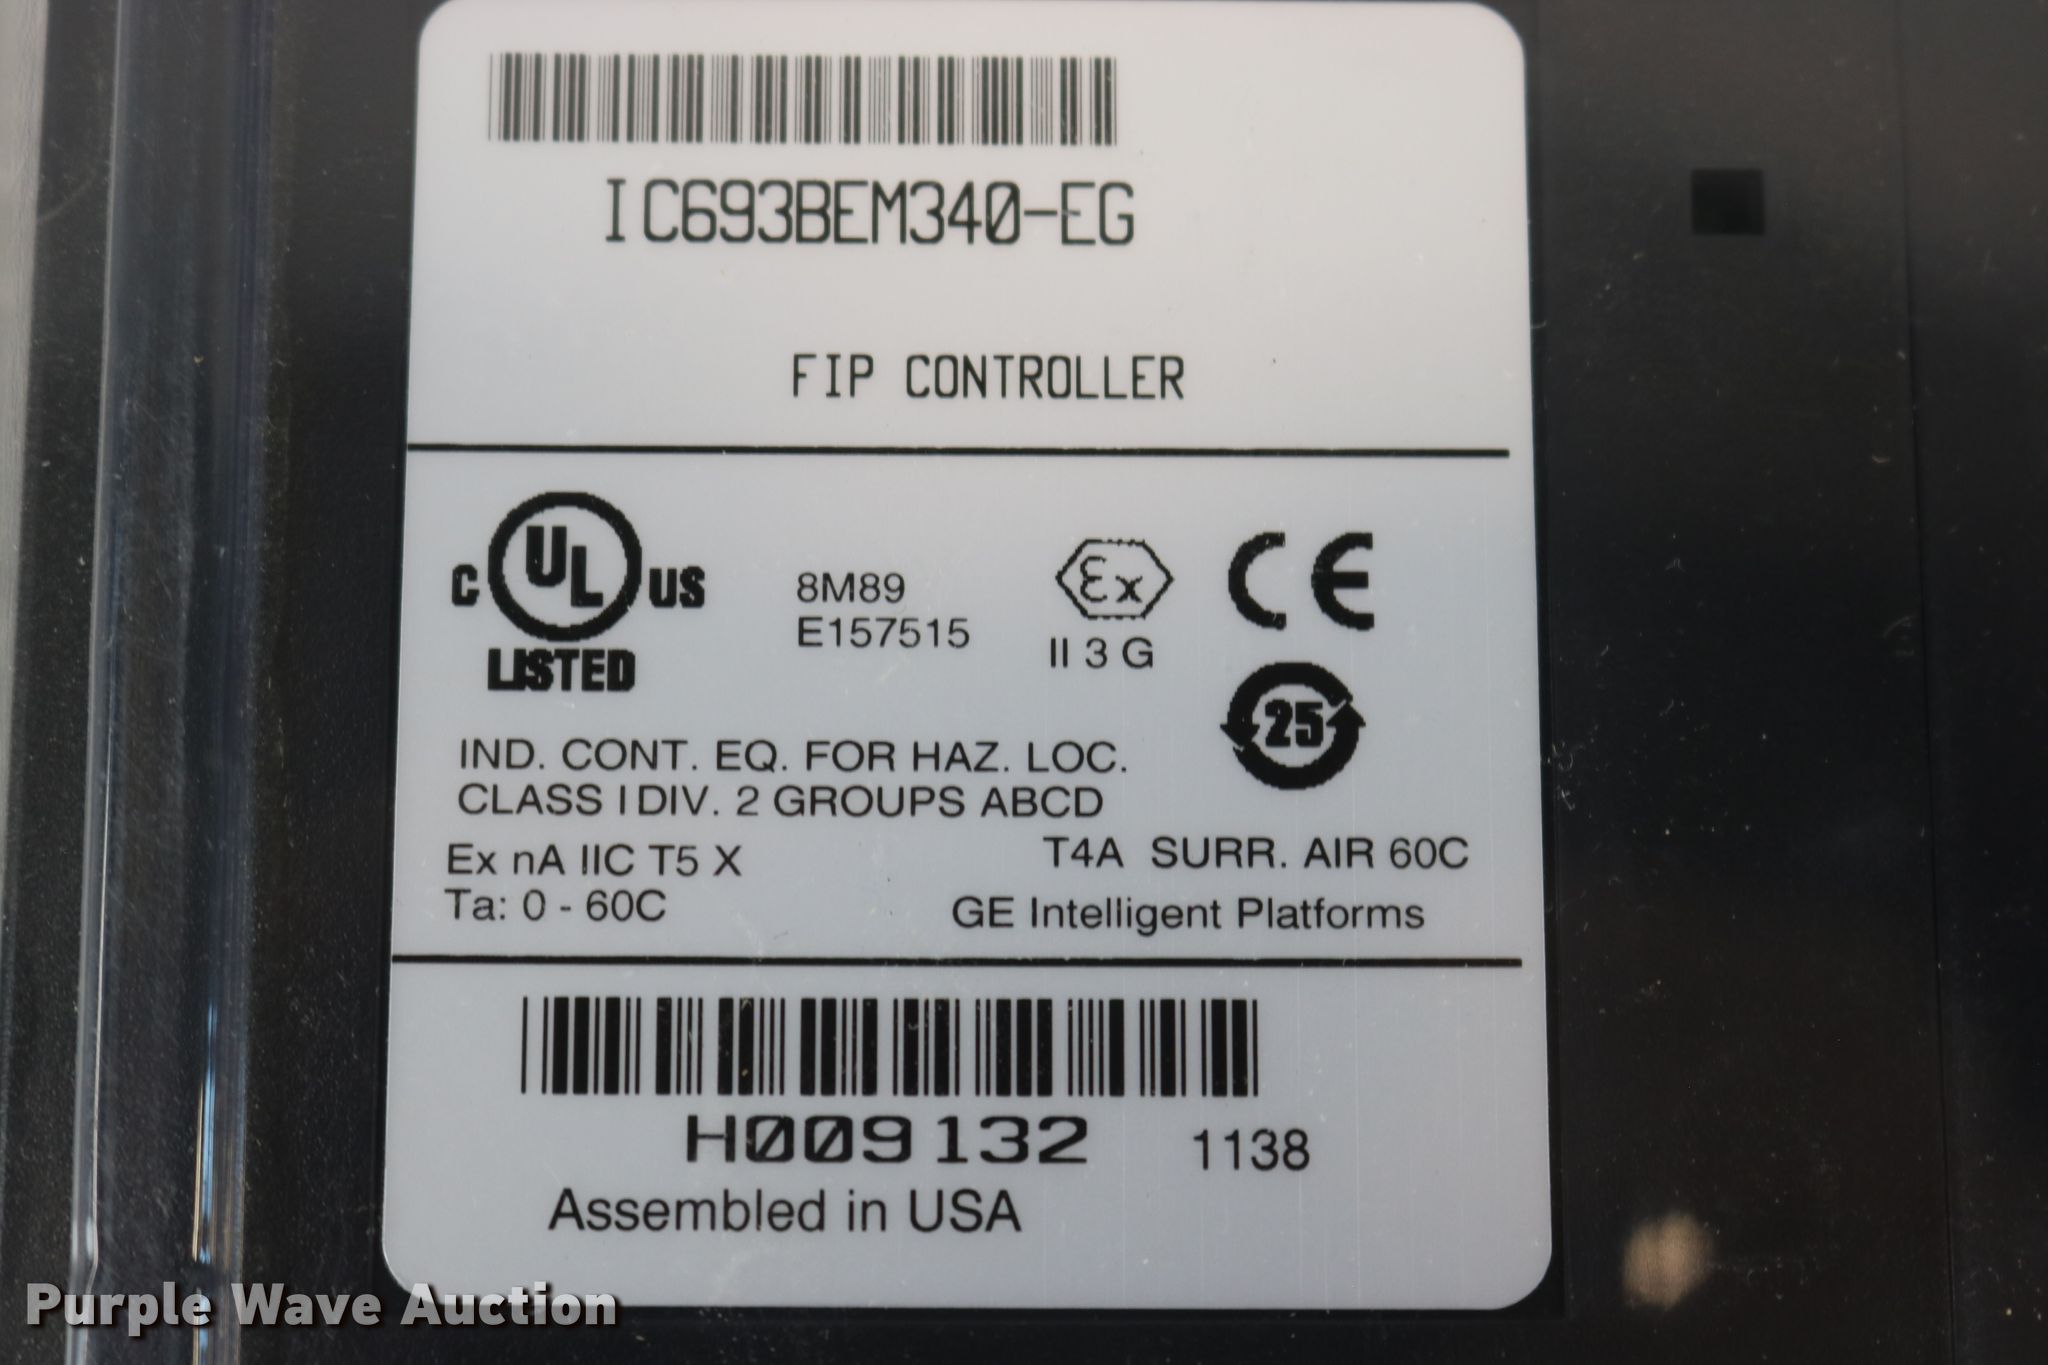 IC693BEM340-EG
FIP CONTROLLER
C UL US
LISTED
8M89
E157515
Ex
II 3 G
CE
25
IND. CONT. EQ. FOR HAZ. LOC.
CLASS I DIV. 2 GROUPS ABCD
Ex nA IIC T5 X
Ta: 0 - 60C
T4A SURR. AIR 60C
GE Intelligent Platforms
H009132 1138
Assembled in USA
Purple Wave Auction